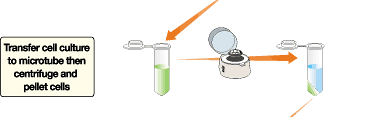 Transfer cell culture
to microtube then
centrifuge and
pellet cells